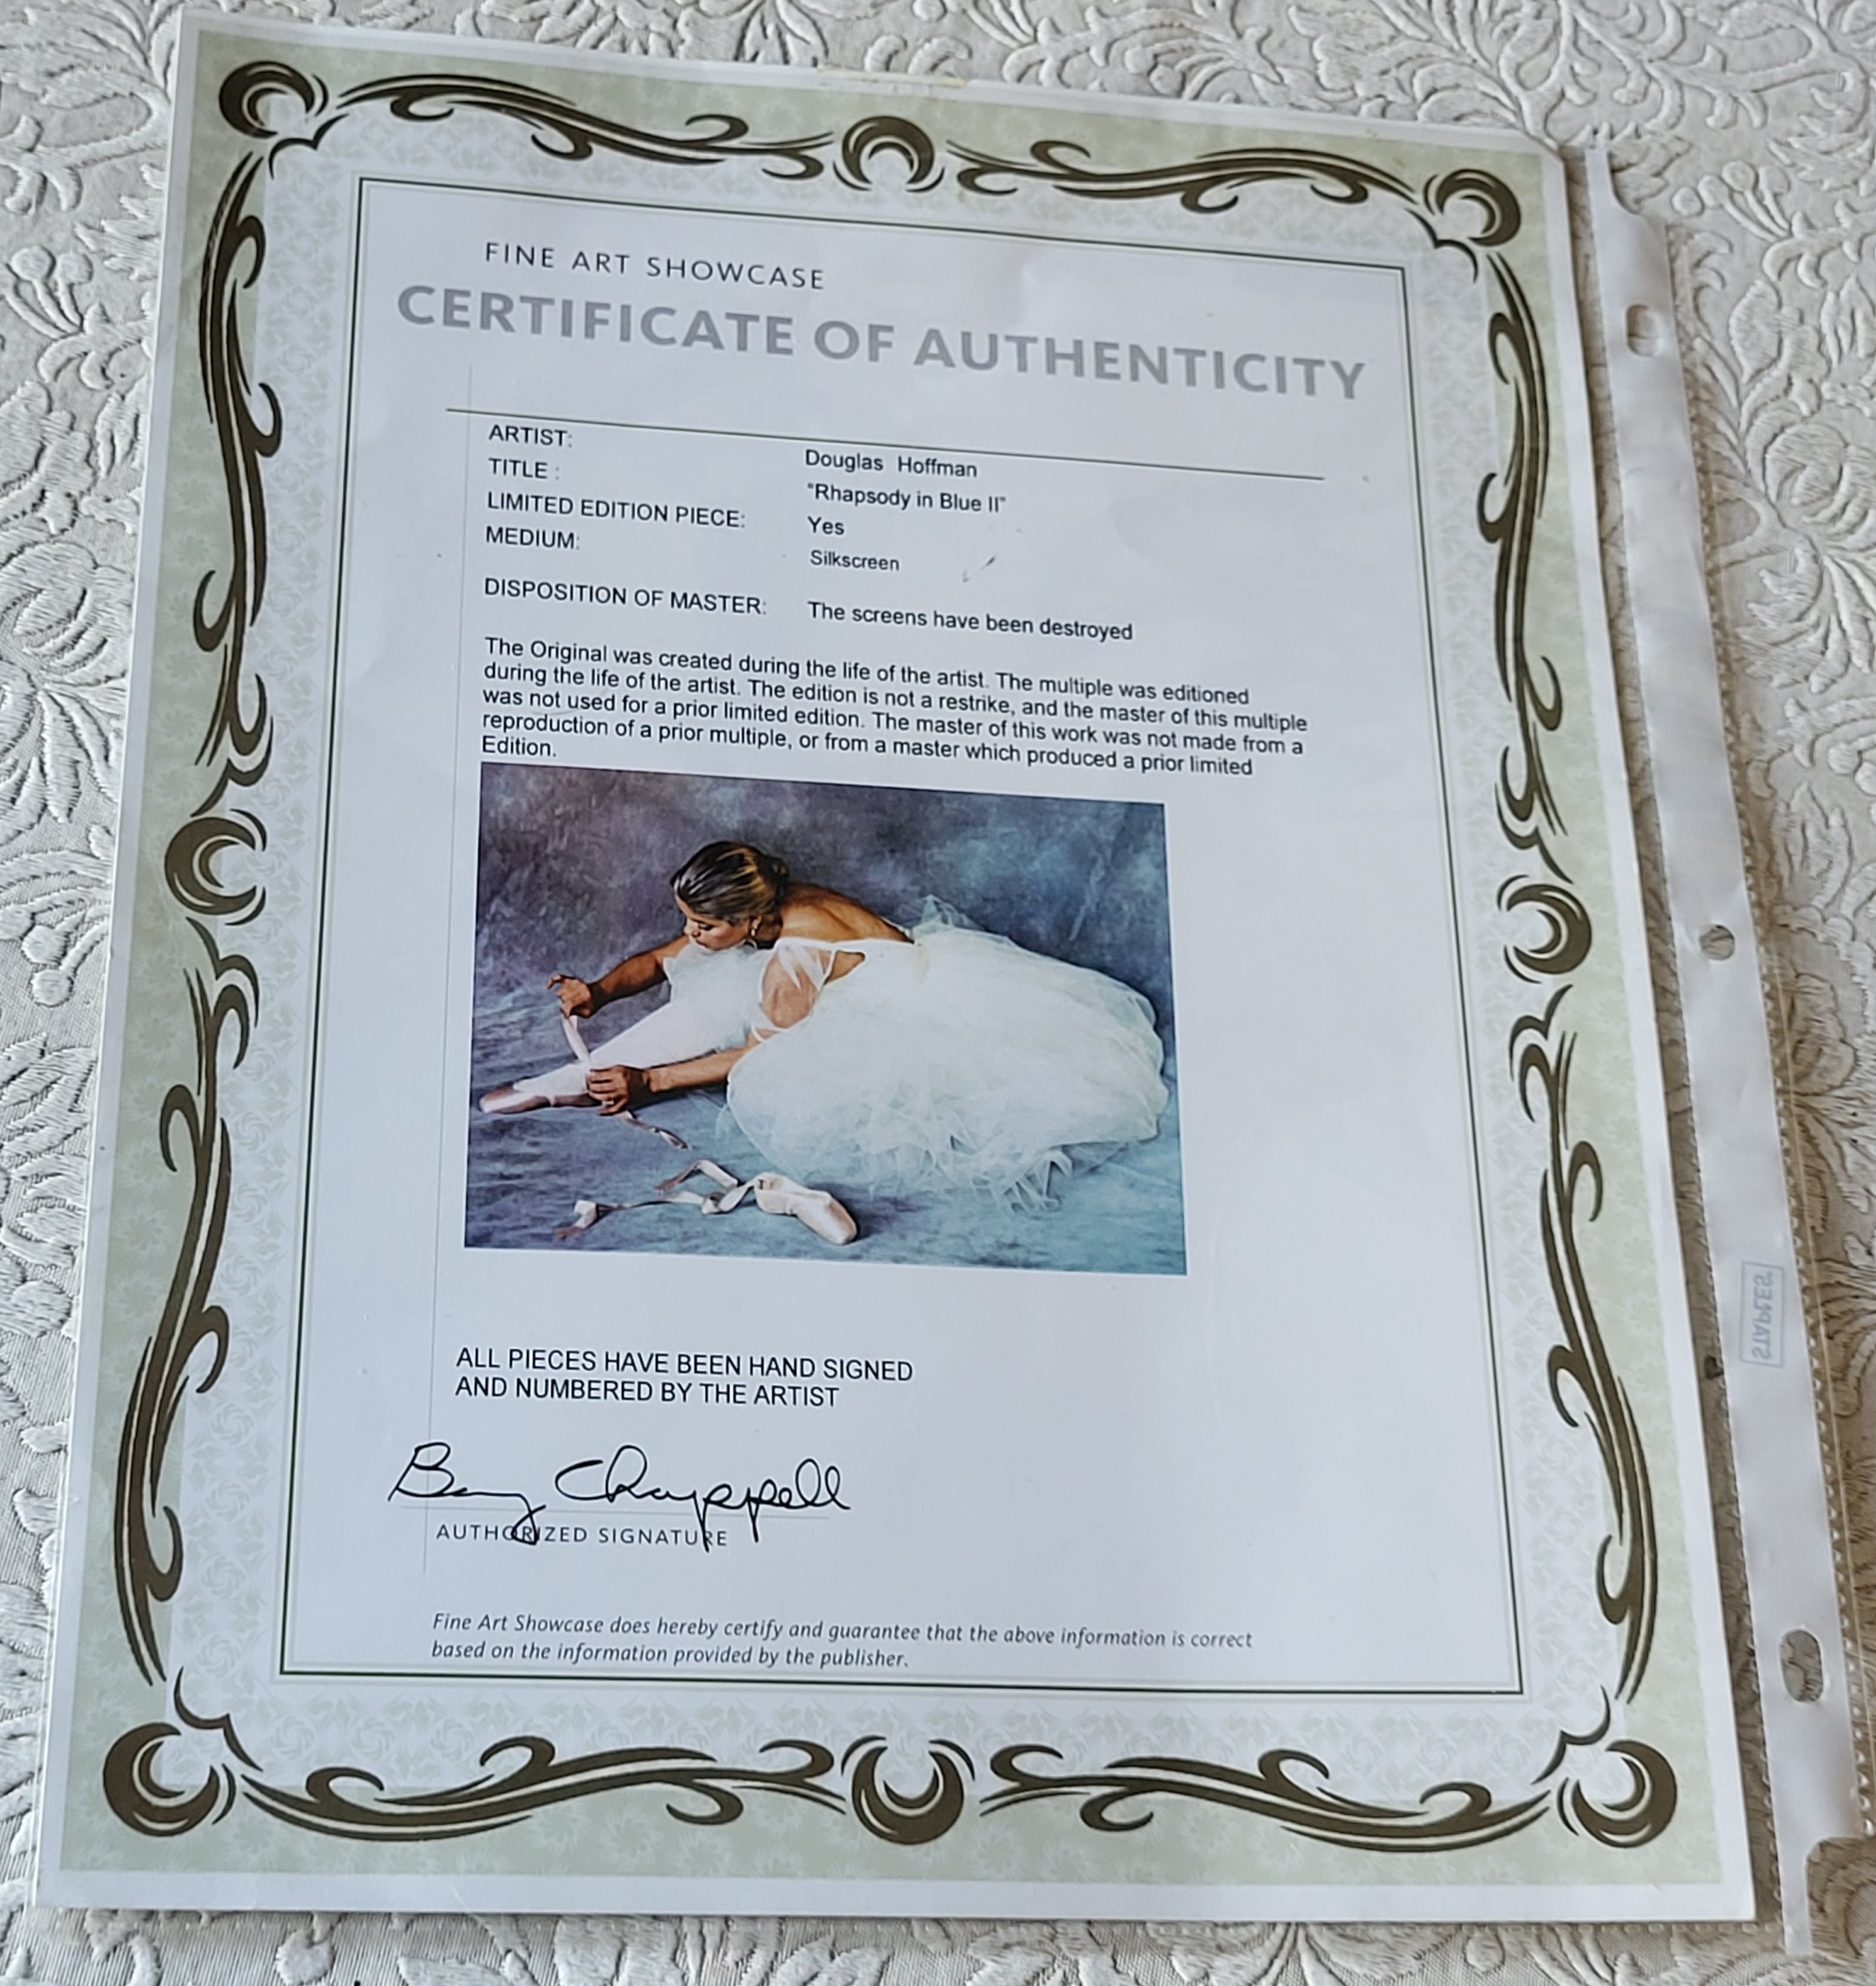 FINE ART SHOWCASE
CERTIFICATE OF AUTHENTICITY
ARTIST: Douglas Hoffman
TITLE : "Rhapsody in Blue II"
LIMITED EDITION PIECE: Yes
MEDIUM: Silkscreen
DISPOSITION OF MASTER: The screens have been destroyed
The Original was created during the life of the artist. The multiple was editioned
during the life of the artist. The edition is not a restrike, and the master of this multiple
was not used for a prior limited edition. The master of this work was not made from a
reproduction of a prior multiple, or from a master which produced a prior limited
Edition.
ALL PIECES HAVE BEEN HAND SIGNED
AND NUMBERED BY THE ARTIST
Barry Chappell
AUTHORIZED SIGNATURE
Fine Art Showcase does hereby certify and guarantee that the above information is correct
based on the information provided by the publisher.
STAPLES